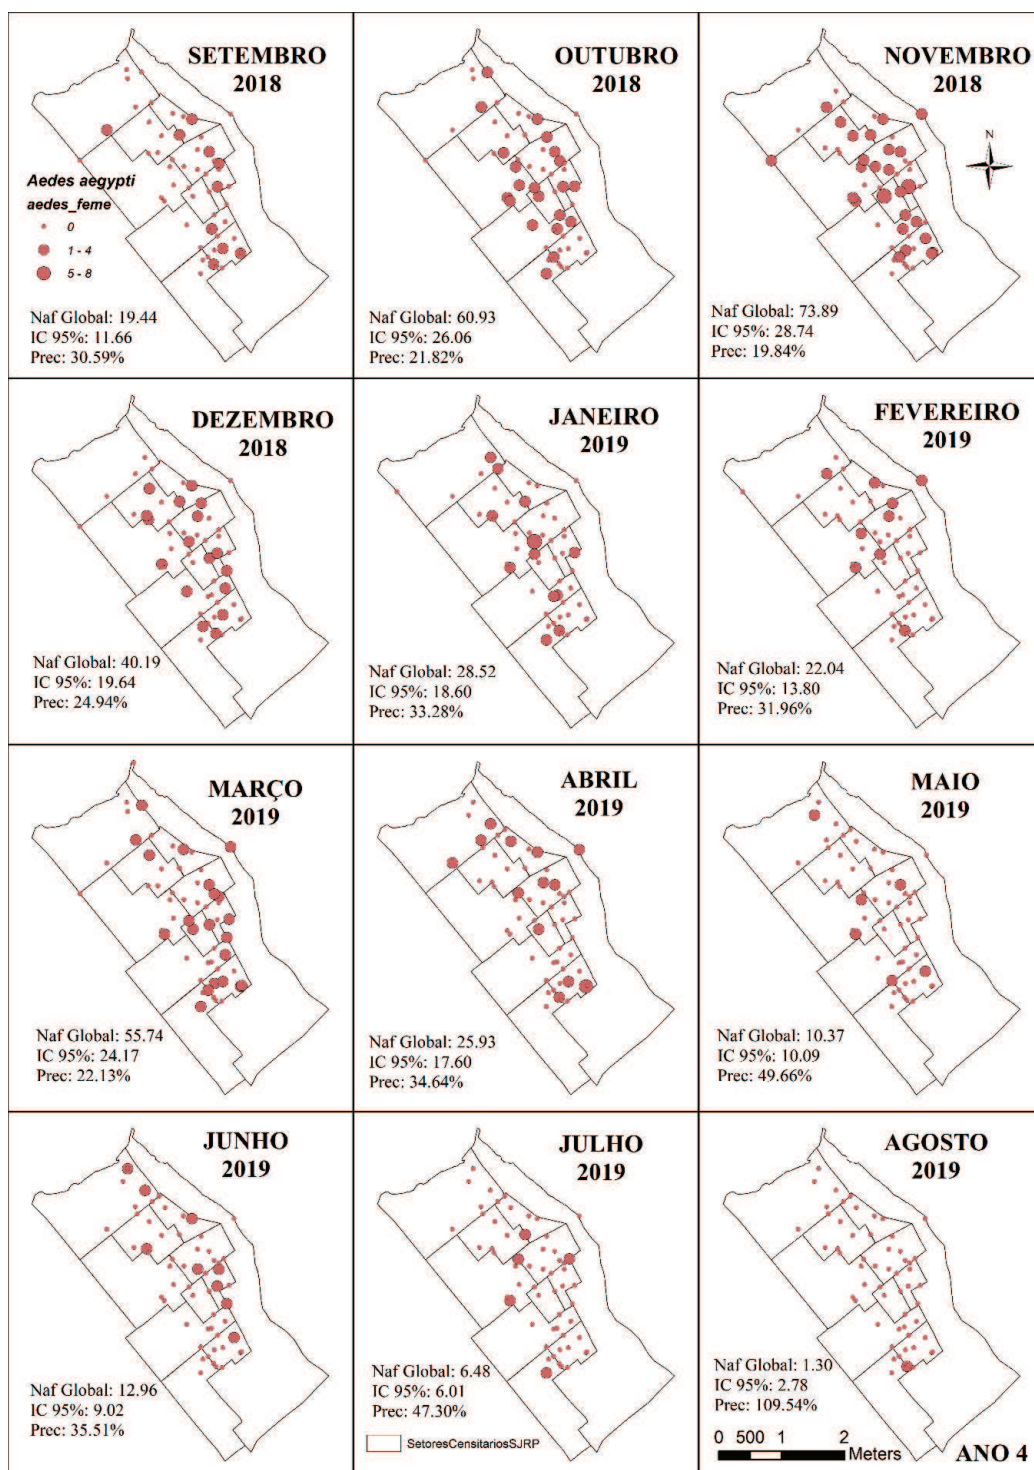 SETEMBRO
2018
Aedes aegypti
aedes_feme
0
1 - 4
5 - 8
Naf Global: 19.44
IC 95%: 11.66
Prec: 30.59%
OUTUBRO
2018
Naf Global: 60.93
IC 95%: 26.06
Prec: 21.82%
NOVEMBRO
2018
N
Naf Global: 73.89
IC 95%: 28.74
Prec: 19.84%
DEZEMBRO
2018
Naf Global: 40.19
IC 95%: 19.64
Prec: 24.94%
JANEIRO
2019
Naf Global: 28.52
IC 95%: 18.60
Prec: 33.28%
FEVEREIRO
2019
Naf Global: 22.04
IC 95%: 13.80
Prec: 31.96%
MARÇO
2019
Naf Global: 55.74
IC 95%: 24.17
Prec: 22.13%
ABRIL
2019
Naf Global: 25.93
IC 95%: 17.60
Prec: 34.64%
MAIO
2019
Naf Global: 10.37
IC 95%: 10.09
Prec: 49.66%
JUNHO
2019
Naf Global: 12.96
IC 95%: 9.02
Prec: 35.51%
JULHO
2019
Naf Global: 6.48
IC 95%: 6.01
Prec: 47.30%
SetoresCensitariosSJRP
AGOSTO
2019
Naf Global: 1.30
IC 95%: 2.78
Prec: 109.54%
0 500 1 2
Meters
ANO 4